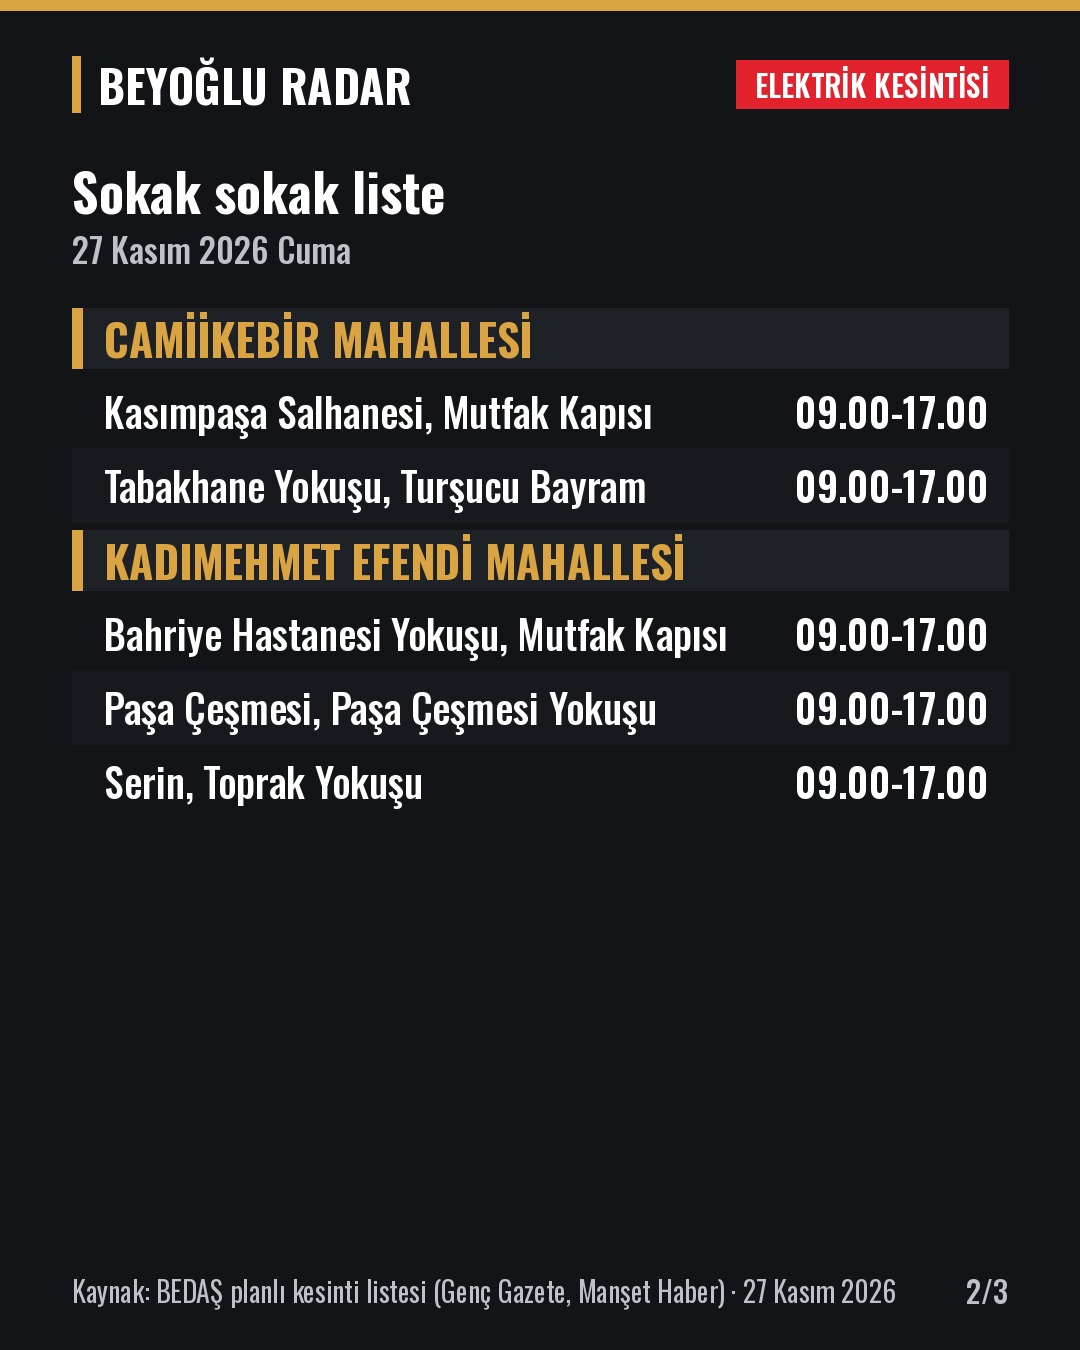 BEYOĞLU RADAR
ELEKTRİK KESİNTİSİ
Sokak sokak liste
27 Kasım 2026 Cuma
CAMİİKEBİR MAHALLESİ
Kasımpaşa Salhanesi, Mutfak Kapısı 09.00-17.00
Tabakhane Yokuşu, Turşucu Bayram 09.00-17.00
KADIMEHMET EFENDİ MAHALLESİ
Bahriye Hastanesi Yokuşu, Mutfak Kapısı 09.00-17.00
Paşa Çeşmesi, Paşa Çeşmesi Yokuşu 09.00-17.00
Serin, Toprak Yokuşu 09.00-17.00
Kaynak: BEDAŞ planlı kesinti listesi (Genç Gazete, Manşet Haber) · 27 Kasım 2026 2/3